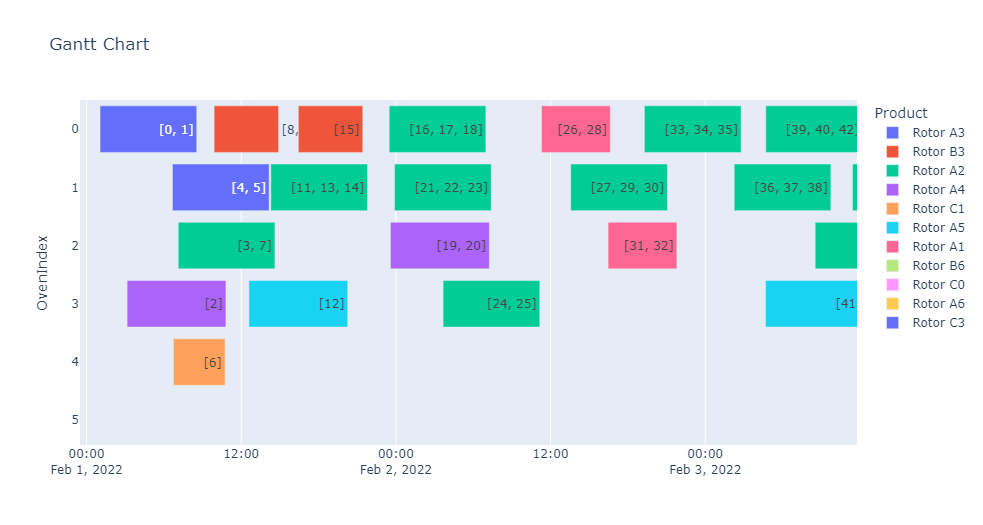 Gantt Chart
Product
Rotor A3
Rotor B3
Rotor A2
Rotor A4
Rotor C1
Rotor A5
Rotor A1
Rotor B6
Rotor C0
Rotor A6
Rotor C3
OvenIndex
0
[0, 1]
[8,
[15]
[16, 17, 18]
[26, 28]
[33, 34, 35]
[39, 40, 42]
1
[4, 5]
[11, 13, 14]
[21, 22, 23]
[27, 29, 30]
[36, 37, 38]
2
[3, 7]
[19, 20]
[31, 32]
3
[2]
[12]
[24, 25]
[41
4
[6]
5
00:00 12:00 00:00 12:00 00:00
Feb 1, 2022 Feb 2, 2022 Feb 3, 2022